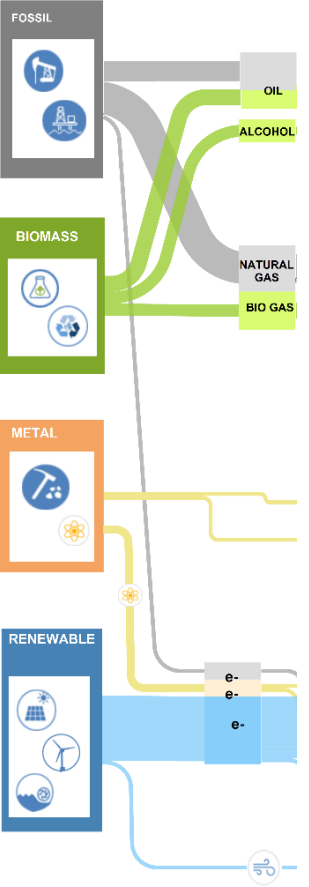 FOSSIL
OIL
ALCOHOL
BIOMASS
NATURAL
GAS
BIO GAS
METAL
RENEWABLE
e-
e-
e-